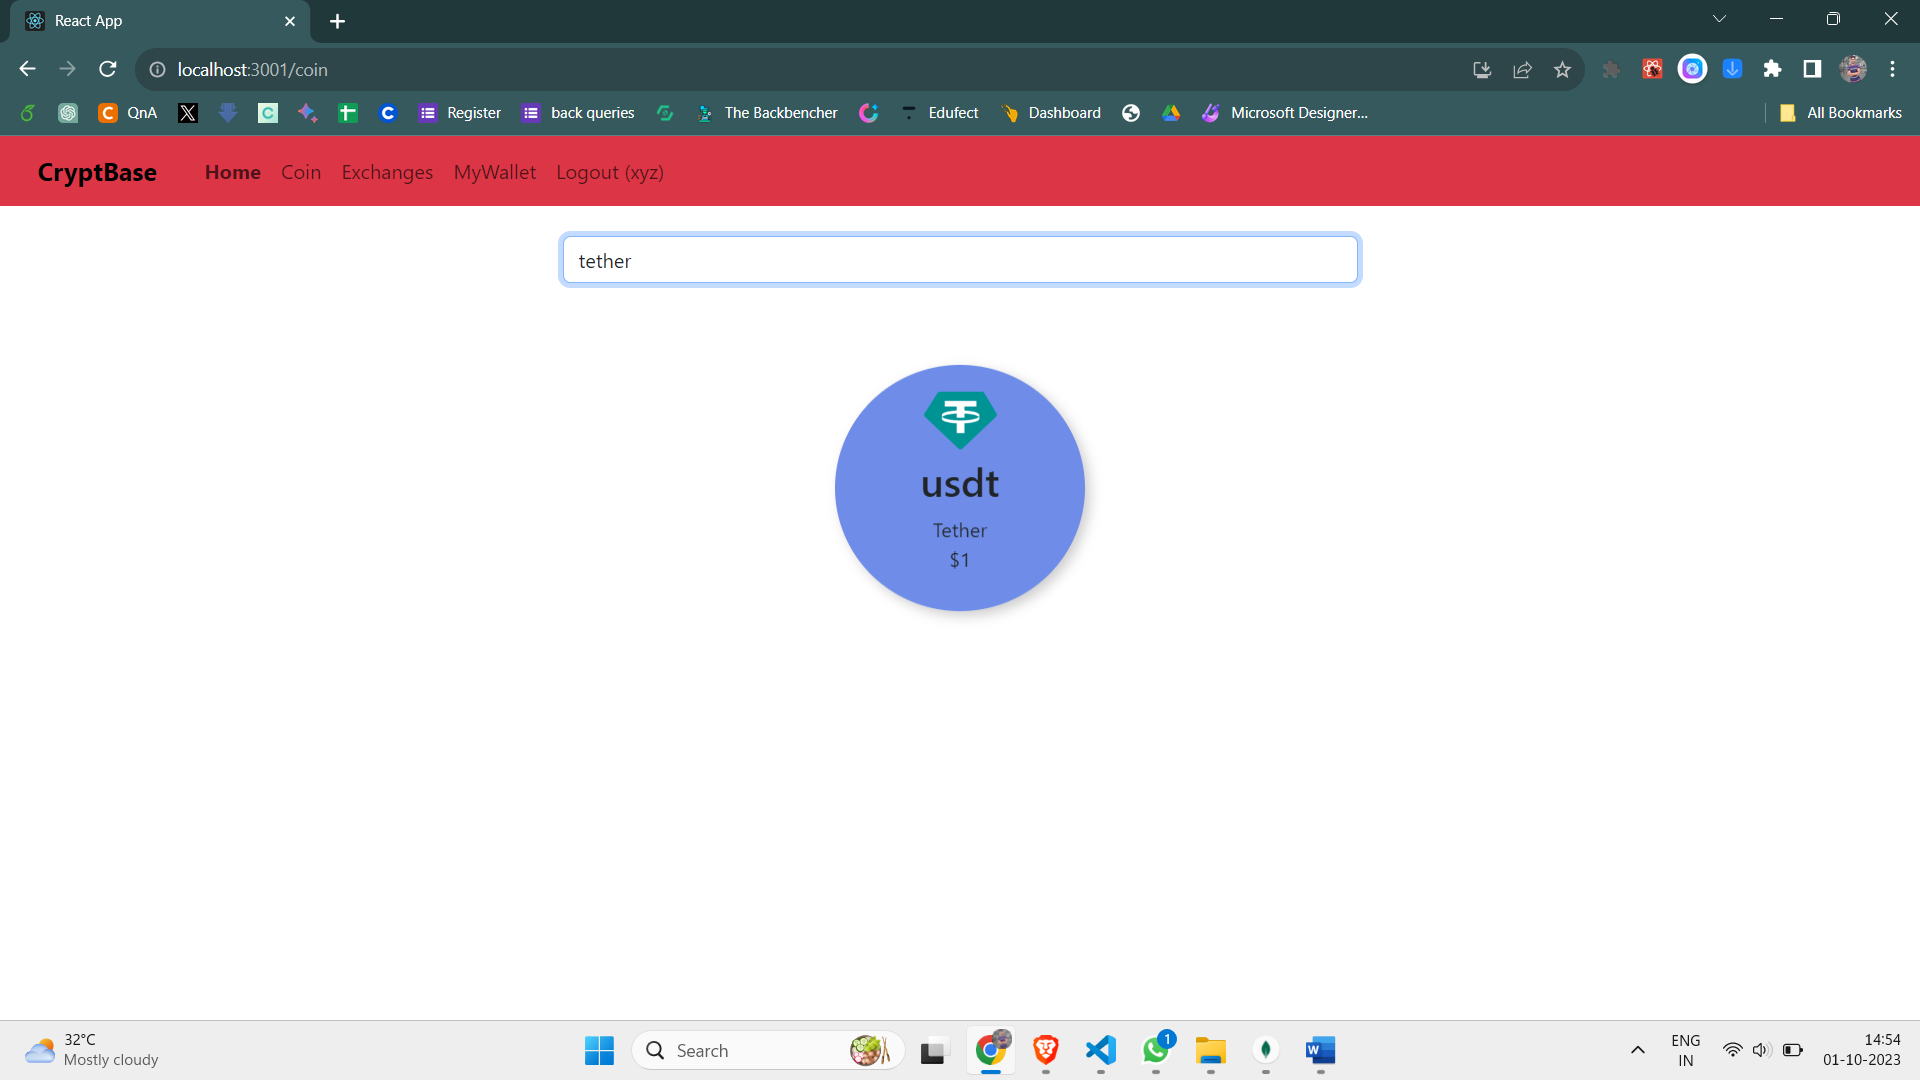 React App
localhost:3001/coin
QnA
Register
back queries
The Backbencher
Edufect
Dashboard
Microsoft Designer...
All Bookmarks
CryptBase
Home
Coin
Exchanges
MyWallet
Logout (xyz)
tether
usdt
Tether
$1
32°C
Mostly cloudy
Search
1
ENG
IN
14:54
01-10-2023